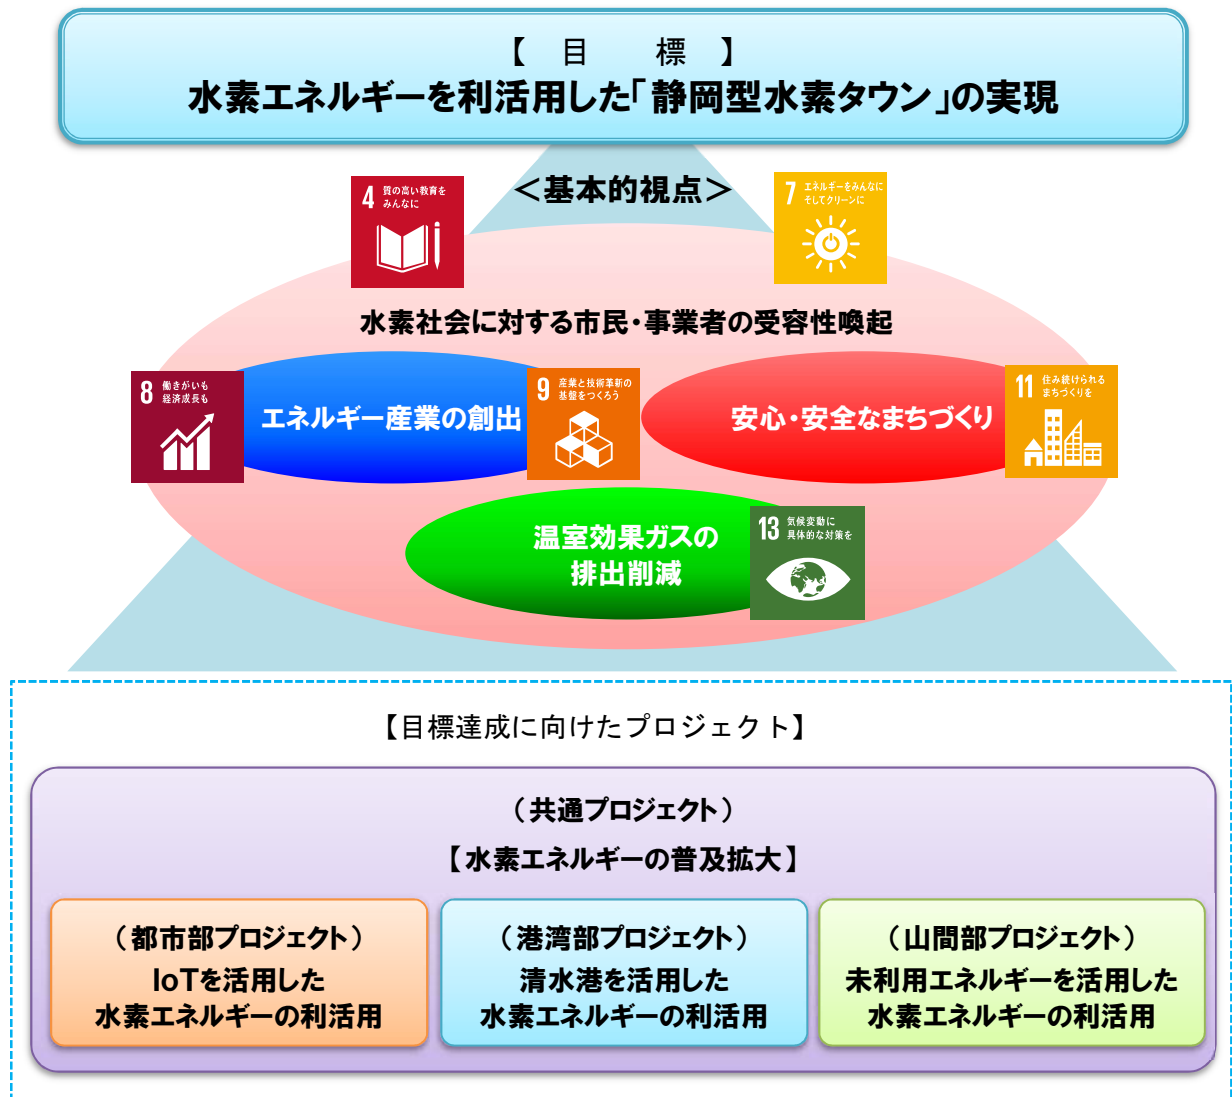 【 目 標 】
水素エネルギーを利活用した「静岡型水素タウン」の実現
＜基本的視点＞
4 質の高い教育を
みんなに
7 エネルギーをみんなに
そしてクリーンに
水素社会に対する市民・事業者の受容性喚起
8 働きがいも
経済成長も
エネルギー産業の創出
9 産業と技術革新の
基盤をつくろう
安心・安全なまちづくり
11 住み続けられる
まちづくりを
温室効果ガスの
排出削減
13 気候変動に
具体的な対策を
【目標達成に向けたプロジェクト】
（共通プロジェクト）
【水素エネルギーの普及拡大】
（都市部プロジェクト）
IoTを活用した
水素エネルギーの利活用
（港湾部プロジェクト）
清水港を活用した
水素エネルギーの利活用
（山間部プロジェクト）
未利用エネルギーを活用した
水素エネルギーの利活用